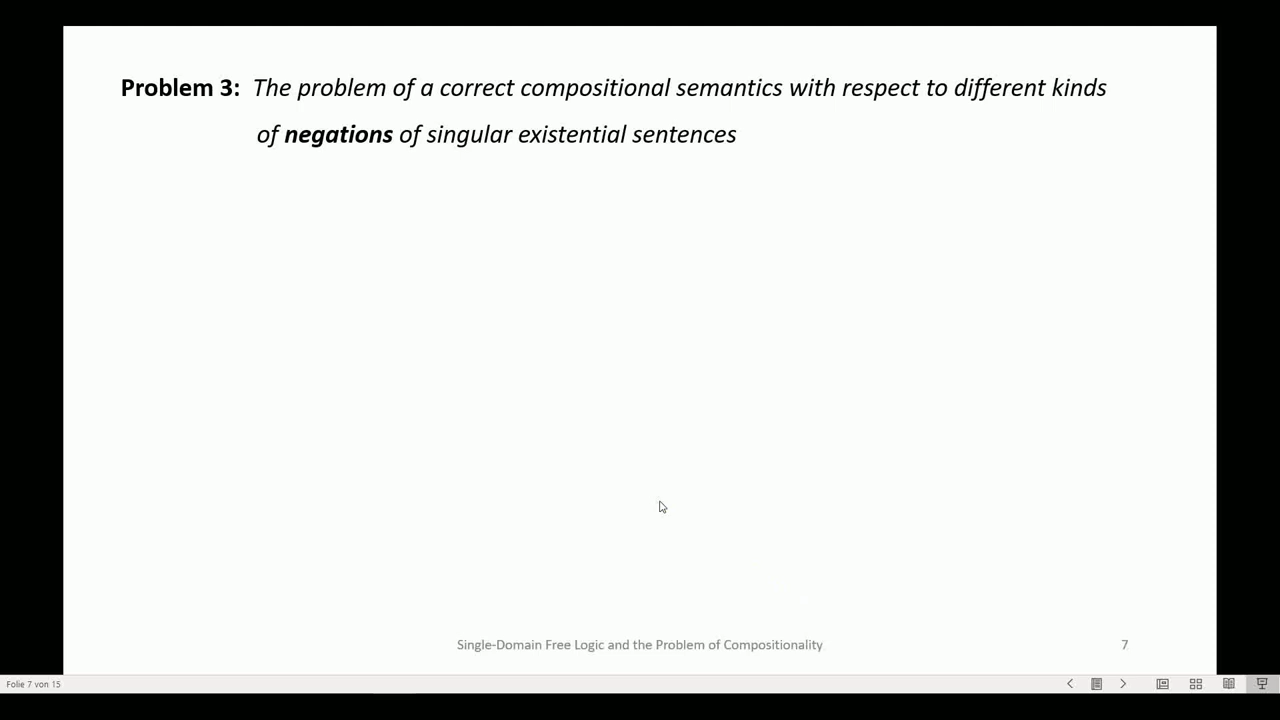 Problem 3: The problem of a correct compositional semantics with respect to different kinds
of negations of singular existential sentences
Single-Domain Free Logic and the Problem of Compositionality
7
Folie 7 von 15